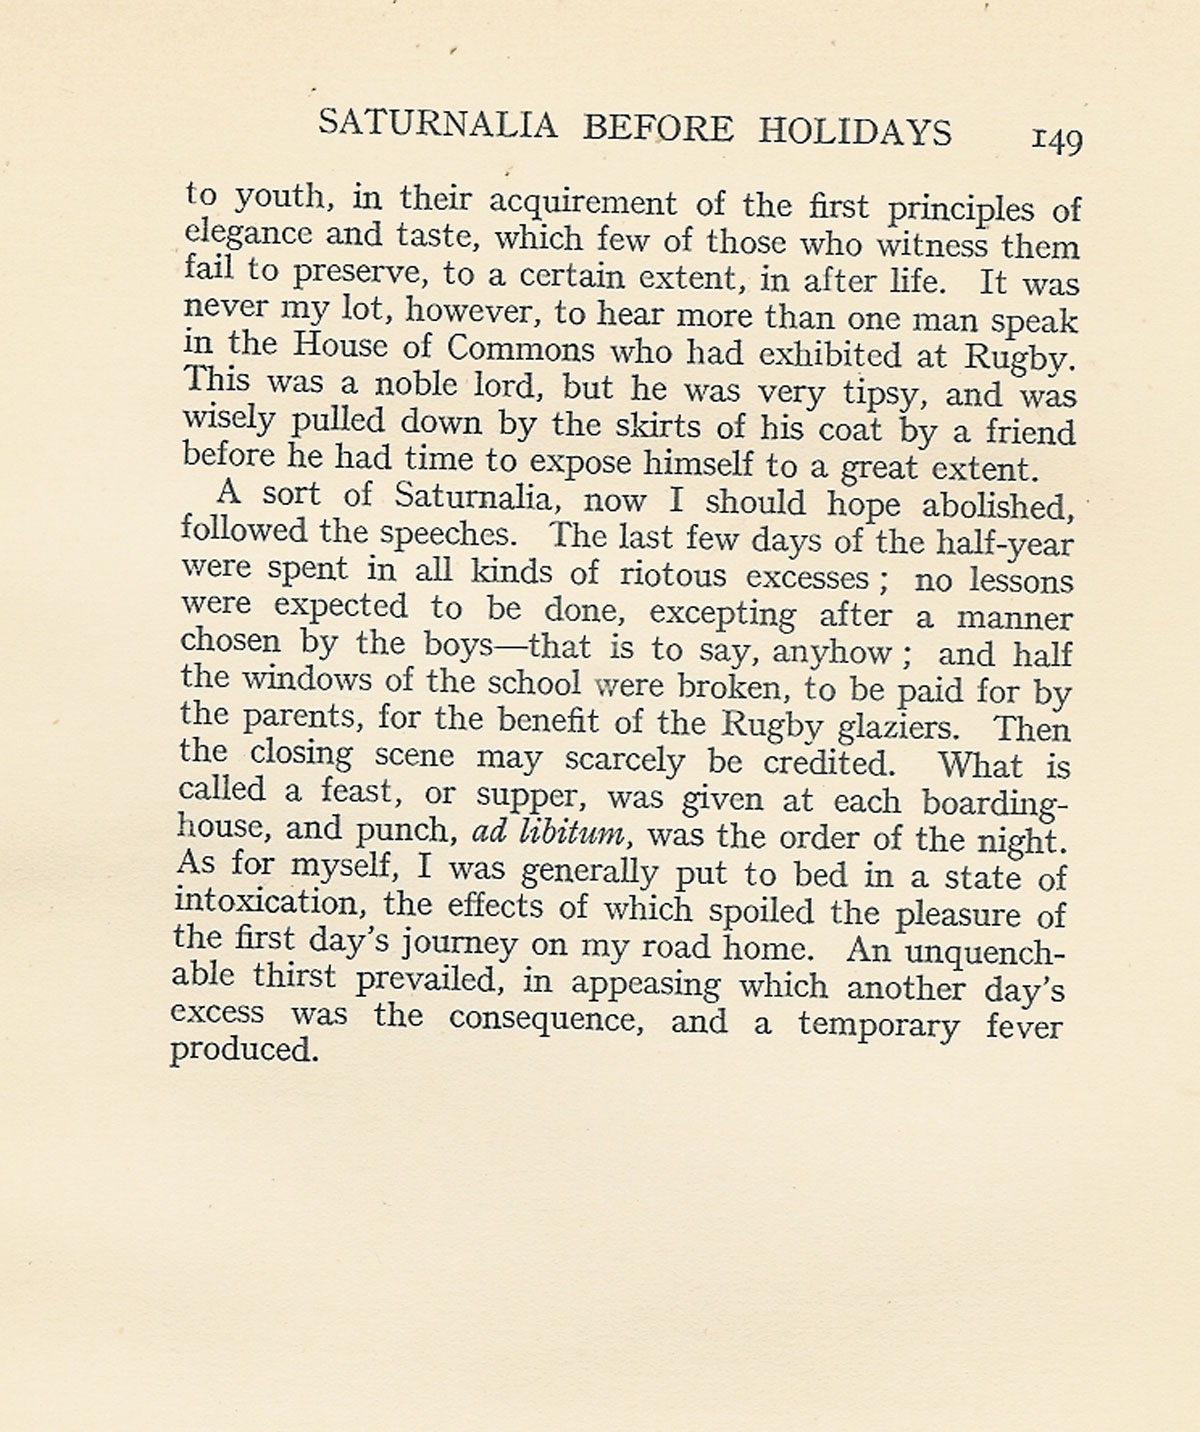 SATURNALIA BEFORE HOLIDAYS 149
to youth, in their acquirement of the first principles of
elegance and taste, which few of those who witness them
fail to preserve, to a certain extent, in after life. It was
never my lot, however, to hear more than one man speak
in the House of Commons who had exhibited at Rugby.
This was a noble lord, but he was very tipsy, and was
wisely pulled down by the skirts of his coat by a friend
before he had time to expose himself to a great extent.
A sort of Saturnalia, now I should hope abolished,
followed the speeches. The last few days of the half-year
were spent in all kinds of riotous excesses ; no lessons
were expected to be done, excepting after a manner
chosen by the boys—that is to say, anyhow ; and half
the windows of the school were broken, to be paid for by
the parents, for the benefit of the Rugby glaziers. Then
the closing scene may scarcely be credited. What is
called a feast, or supper, was given at each boarding-
house, and punch, ad libitum, was the order of the night.
As for myself, I was generally put to bed in a state of
intoxication, the effects of which spoiled the pleasure of
the first day's journey on my road home. An unquench-
able thirst prevailed, in appeasing which another day's
excess was the consequence, and a temporary fever
produced.